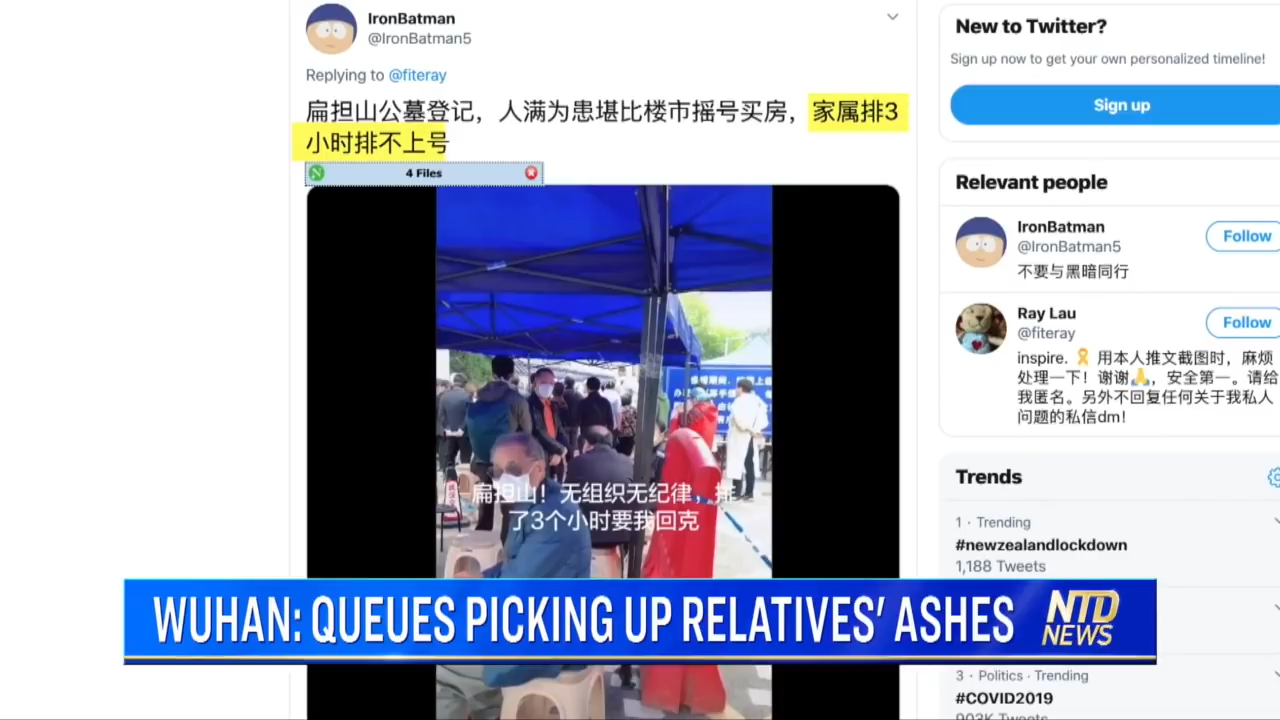 IronBatman
@IronBatman5
Replying to @fiteray
扁担山公墓登记，人满为患堪比楼市摇号买房，家属排3
小时排不上号
4 Files
扁担山！无组织无纪律，排
了3个小时要我回克
New to Twitter?
Sign up now to get your own personalized timeline!
Sign up
Relevant people
IronBatman
@IronBatman5
Follow
不要与黑暗同行
Ray Lau
@fiteray
Follow
inspire. 🎗️ 用本人推文截图时，麻烦
处理一下！谢谢🙏，安全第一。请给
我匿名。另外不回复任何关于我私人
问题的私信dm！
Trends
1 · Trending
#newzealandlockdown
1,188 Tweets
3 · Politics · Trending
#COVID2019
903K Tweets
WUHAN: QUEUES PICKING UP RELATIVES' ASHES
NTD
NEWS